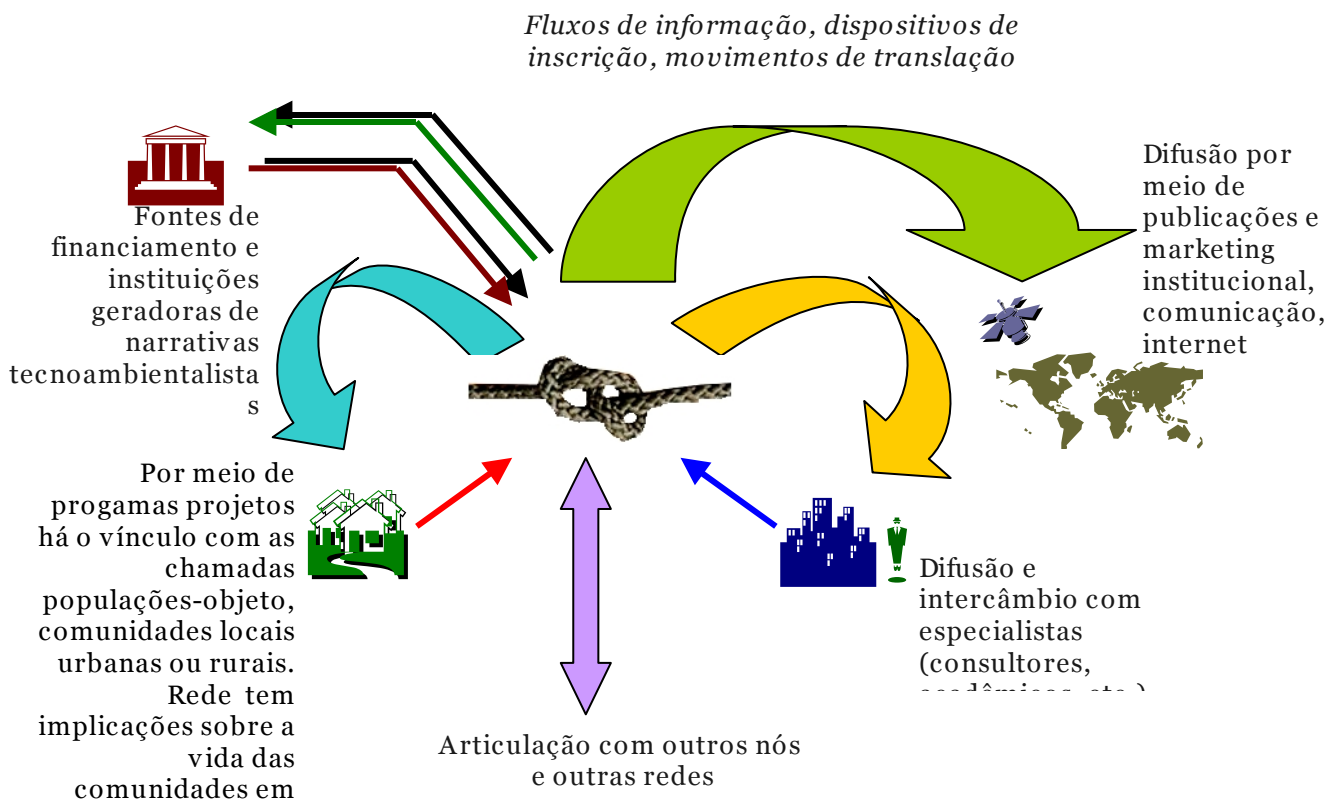 Fluxos de informação, dispositivos de
inscrição, movimentos de translação
Fontes de
financiamento e
instituições
geradoras de
narrativas
tecnoambientalista
s
Difusão por
meio de
publicações e
marketing
institucional,
comunicação,
internet
Por meio de
progamas projetos
há o vínculo com as
chamadas
populações-objeto,
comunidades locais
urbanas ou rurais.
Rede tem
implicações sobre a
vida das
comunidades em
Difusão e
intercâmbio com
especialistas
(consultores,
Articulação com outros nós
e outras redes